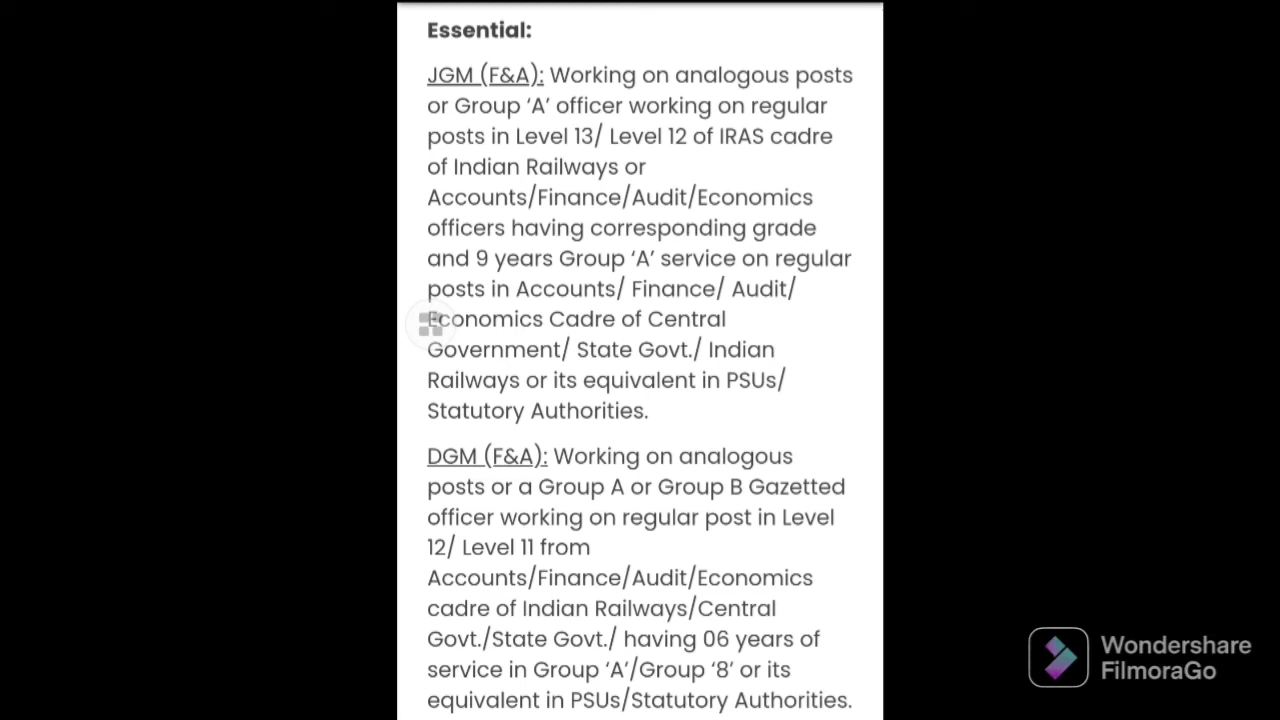 Essential:
JGM (F&A): Working on analogous posts
or Group ‘A’ officer working on regular
posts in Level 13/ Level 12 of IRAS cadre
of Indian Railways or
Accounts/Finance/Audit/Economics
officers having corresponding grade
and 9 years Group ‘A’ service on regular
posts in Accounts/ Finance/ Audit/
Economics Cadre of Central
Government/ State Govt./ Indian
Railways or its equivalent in PSUs/
Statutory Authorities.
DGM (F&A): Working on analogous
posts or a Group A or Group B Gazetted
officer working on regular post in Level
12/ Level 11 from
Accounts/Finance/Audit/Economics
cadre of Indian Railways/Central
Govt./State Govt./ having 06 years of
service in Group ‘A’/Group ‘8’ or its
equivalent in PSUs/Statutory Authorities.
Wondershare
FilmoraGo